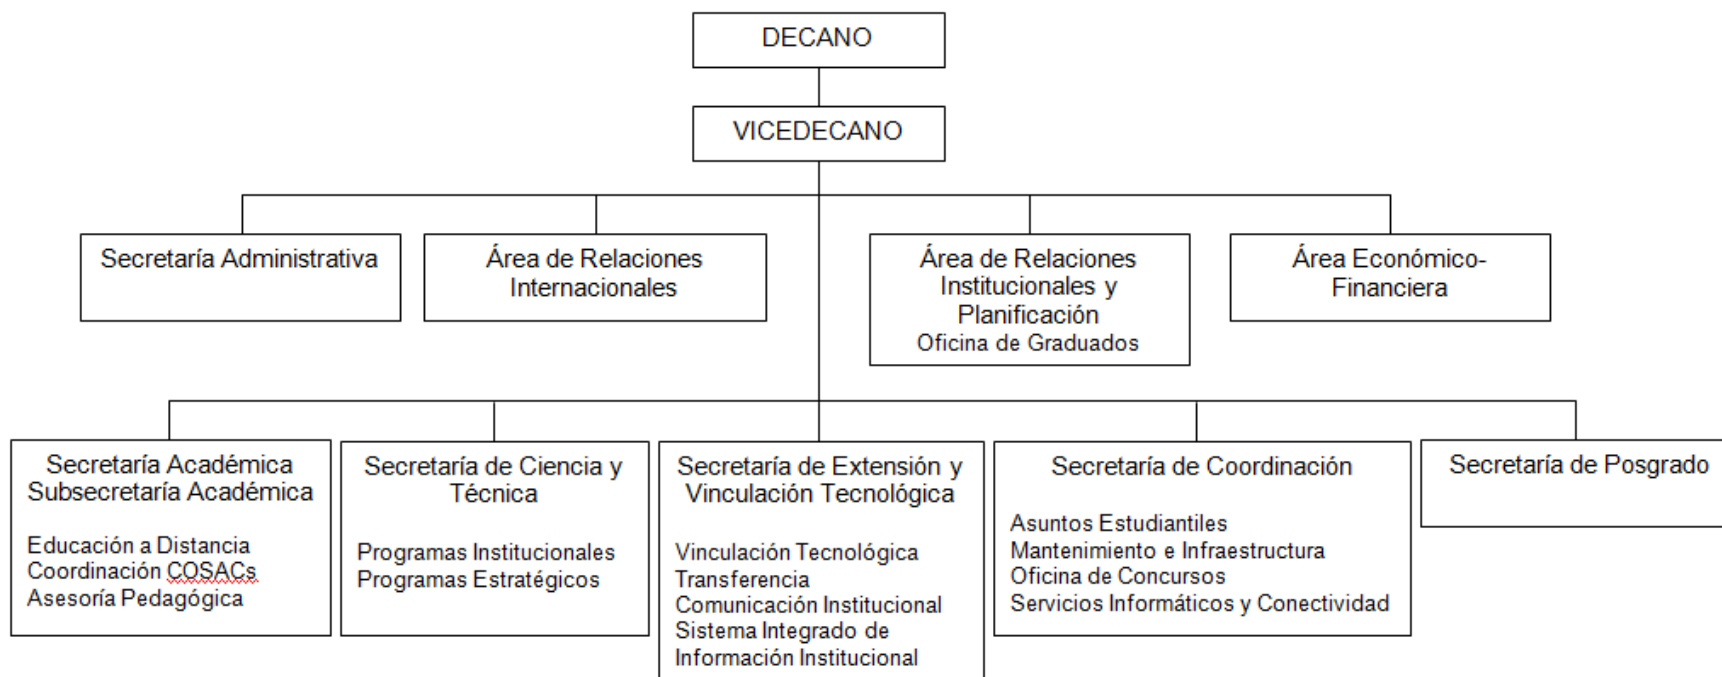 DECANO
VICEDECANO
Secretaría Administrativa
Área de Relaciones
Internacionales
Área de Relaciones
Institucionales y
Planificación
Oficina de Graduados
Área Económico-
Financiera
Secretaría Académica
Subsecretaría Académica
Educación a Distancia
Coordinación COSACs
Asesoría Pedagógica
Secretaría de Ciencia y
Técnica
Programas Institucionales
Programas Estratégicos
Secretaría de Extensión y
Vinculación Tecnológica
Vinculación Tecnológica
Transferencia
Comunicación Institucional
Sistema Integrado de
Información Institucional
Secretaría de Coordinación
Asuntos Estudiantiles
Mantenimiento e Infraestructura
Oficina de Concursos
Servicios Informáticos y Conectividad
Secretaría de Posgrado